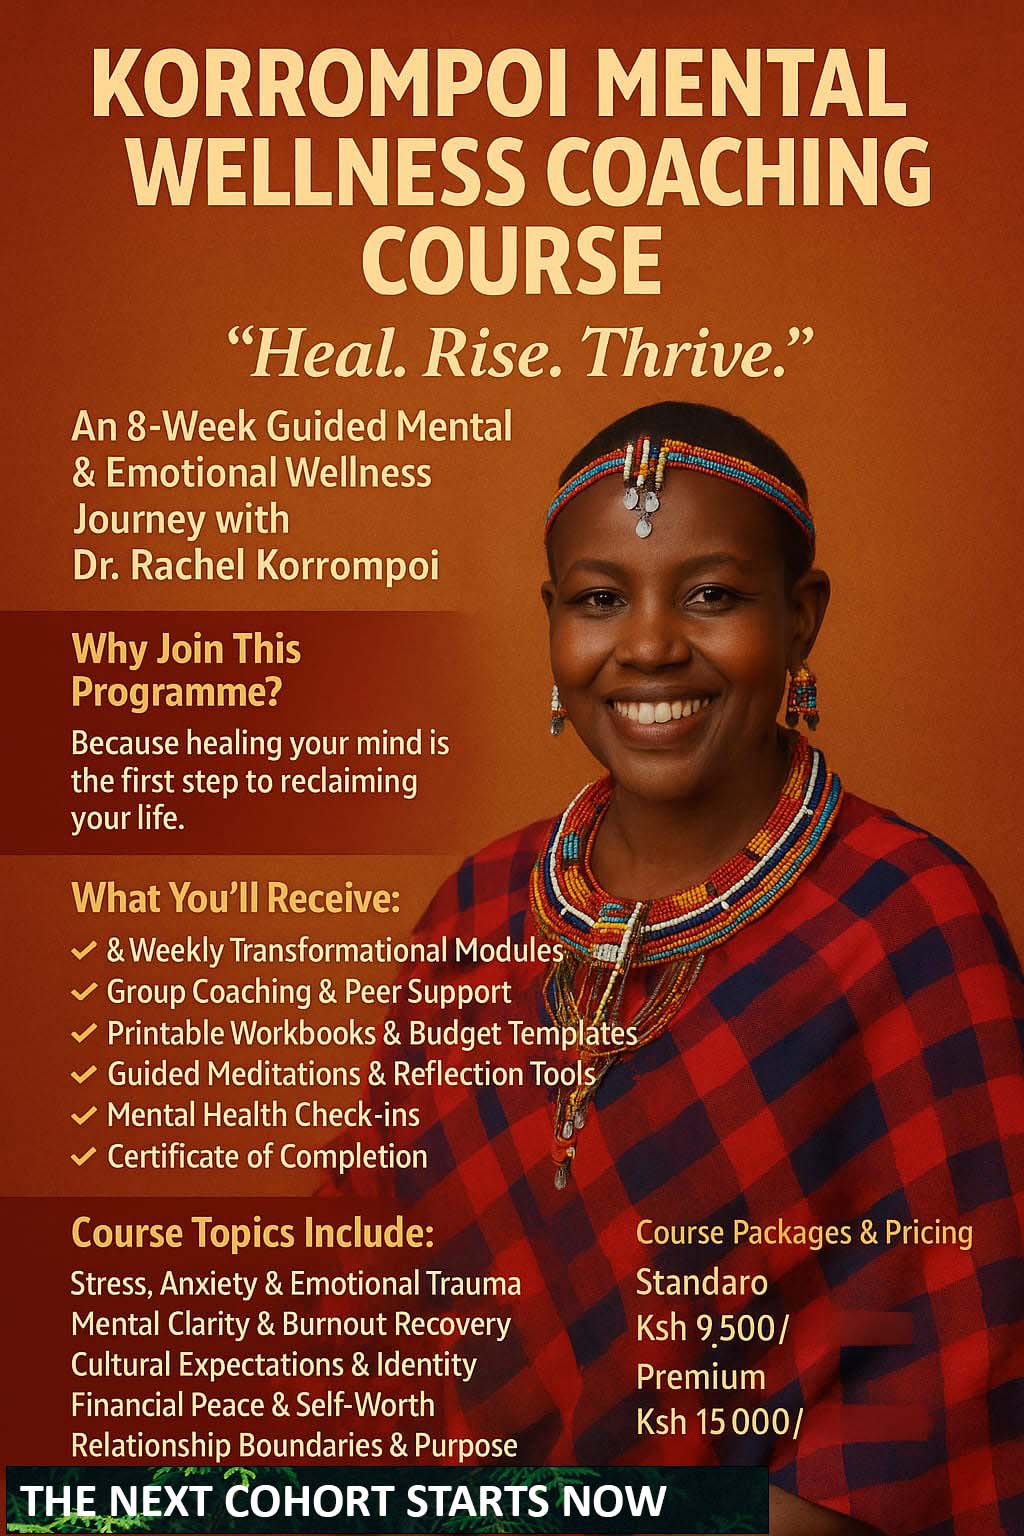 KORROMPOI MENTAL
WELLNESS COACHING
COURSE
“Heal. Rise. Thrive.”
An 8-Week Guided Mental
& Emotional Wellness
Journey with
Dr. Rachel Korrompoi
Why Join This
Programme?
Because healing your mind is
the first step to reclaiming
your life.
What You’ll Receive:
✓ & Weekly Transformational Modules
✓ Group Coaching & Peer Support
✓ Printable Workbooks & Budget Templates
✓ Guided Meditations & Reflection Tools
✓ Mental Health Check-ins
✓ Certificate of Completion
Course Topics Include:
Stress, Anxiety & Emotional Trauma
Mental Clarity & Burnout Recovery
Cultural Expectations & Identity
Financial Peace & Self-Worth
Relationship Boundaries & Purpose
Course Packages & Pricing
Standaro
Ksh 9,500/
Premium
Ksh 15 000/
THE NEXT COHORT STARTS NOW